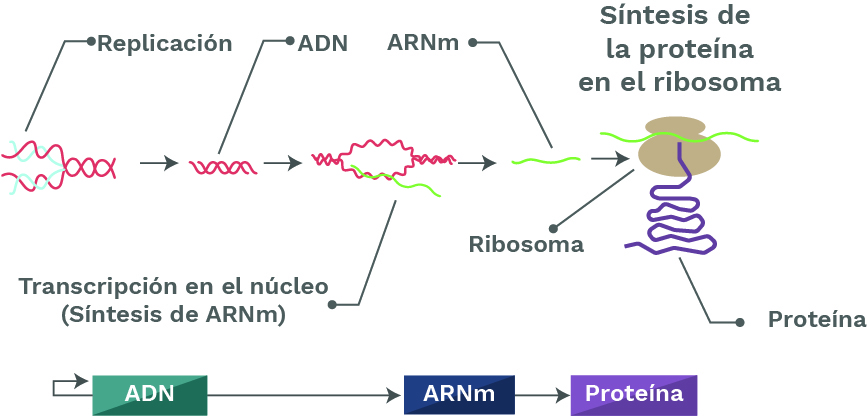 Replicación
ADN
ARNm
Síntesis de
la proteína
en el ribosoma
Ribosoma
Transcripción en el núcleo
(Síntesis de ARNm)
Proteína
ADN
ARNm
Proteína